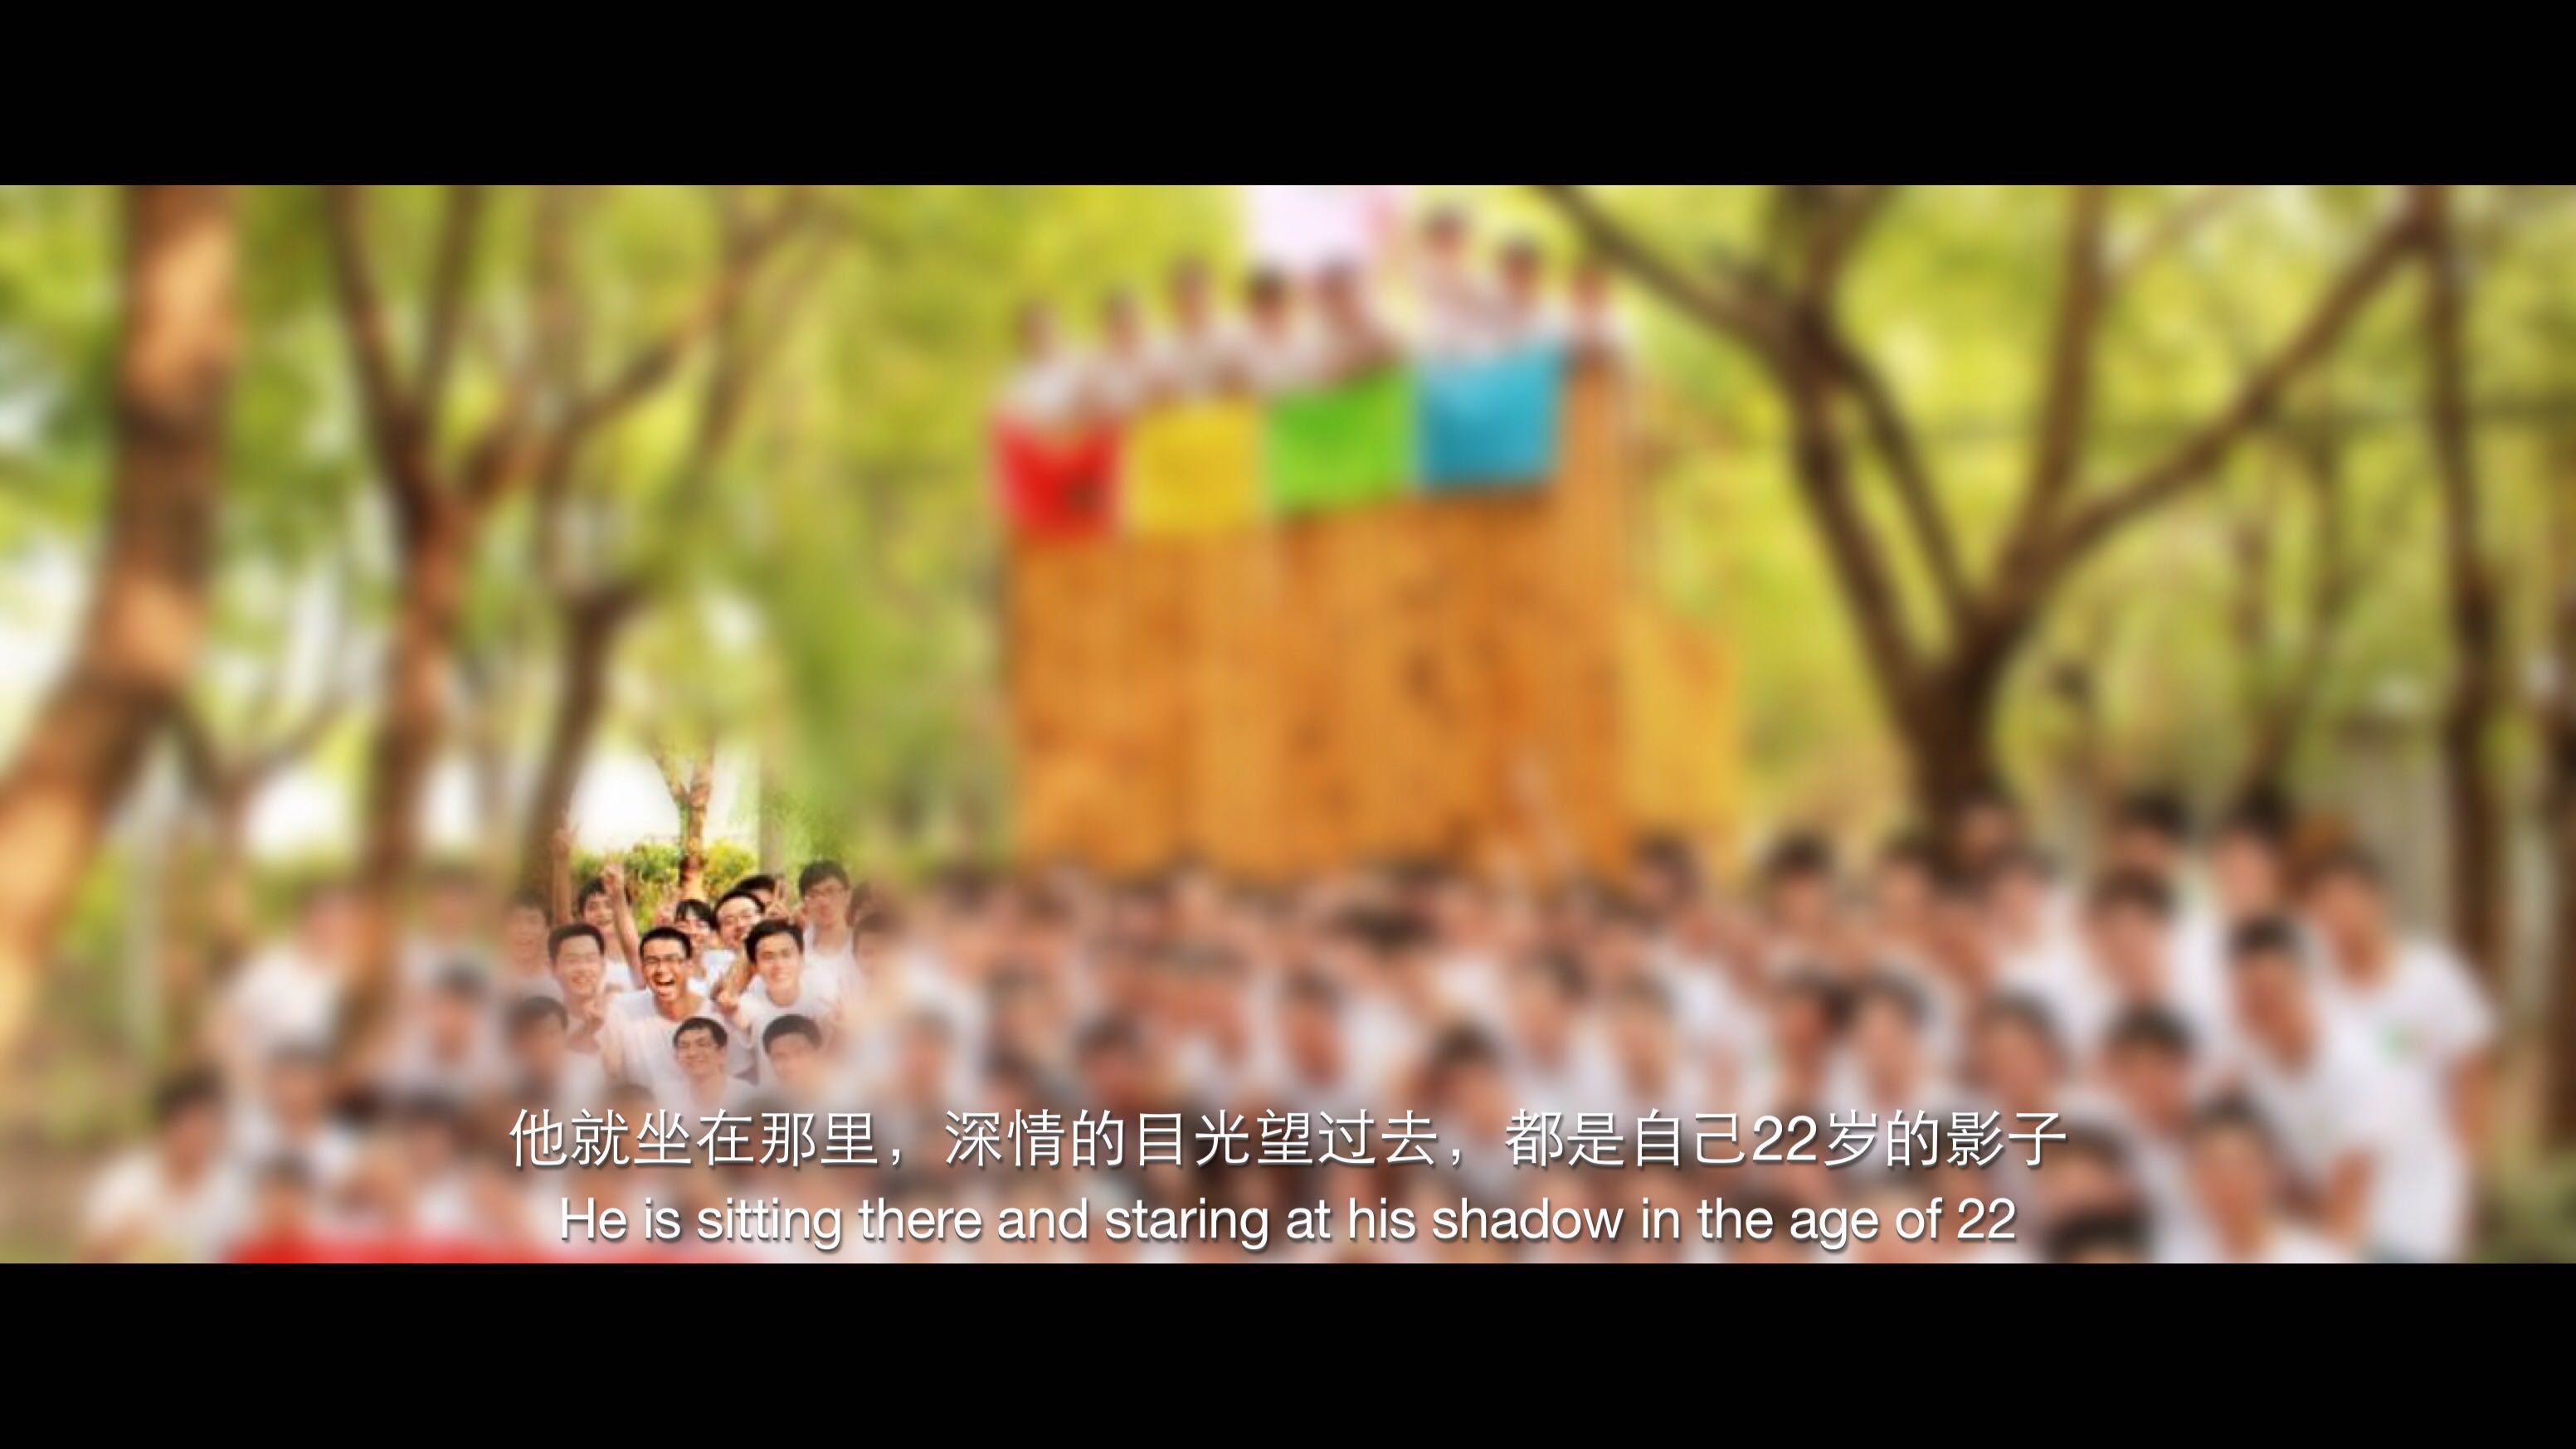 他就坐在那里，深情的目光望过去，都是自己22岁的影子
He is sitting there and staring at his shadow in the age of 22